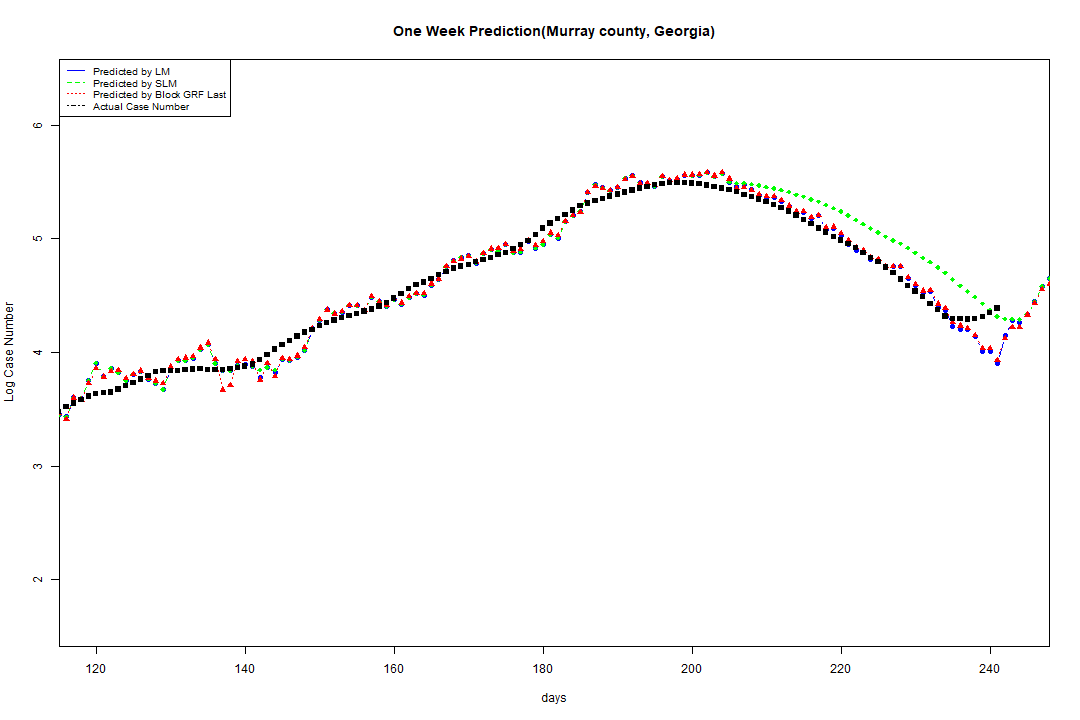 One Week Prediction(Murray county, Georgia)
Predicted by LM
Predicted by SLM
Predicted by Block GRF Last
Actual Case Number
6
5
4
3
2
Log Case Number
120 140 160 180 200 220 240
days